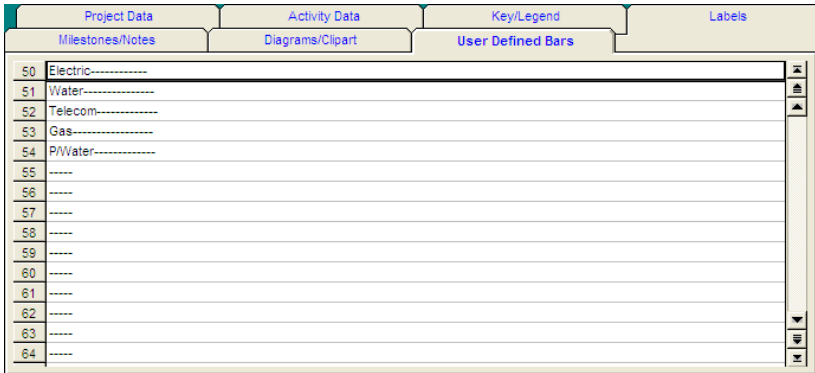 Project Data Activity Data Key/Legend Labels
Milestones/Notes Diagrams/Clipart User Defined Bars
50 Electric------------
51 Water---------------
52 Telecom-------------
53 Gas-----------------
54 P/Water-------------
55 -----
56 -----
57 -----
58 -----
59 -----
60 -----
61 -----
62 -----
63 -----
64 -----